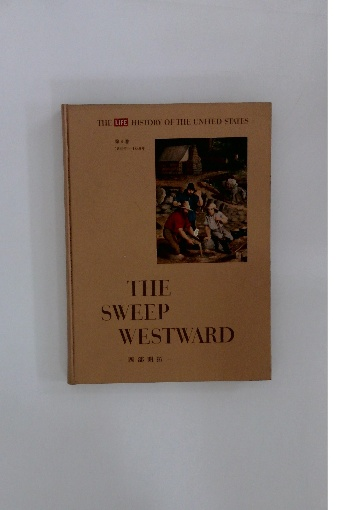 THE LIFE HISTORY OF THE UNITED STATES
THE
SWEEP
WESTWARD